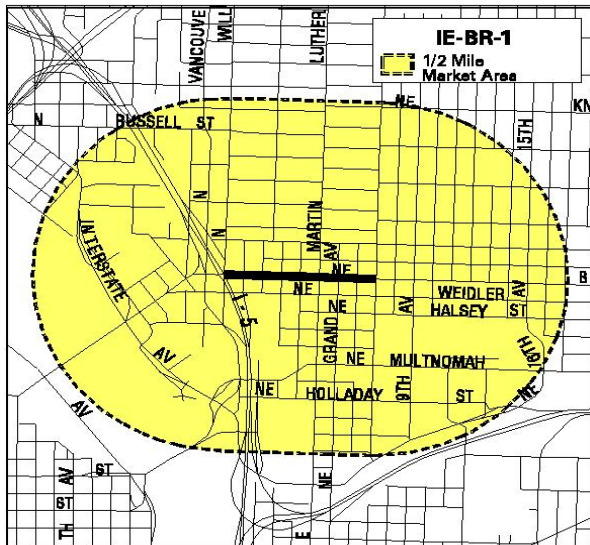 IE-BR-1
1/2 Mile
Market Area
VANCOUVE
WILL
LUTHER
NE
KN
N
RUSSELL ST
15TH
N
N
INTERSTATE
AV
MARTIN
AV
NE
NE
WEIDLER
AV
B
NE
AV
HALSEY ST
I-5
GRAND
NE
MULTNOMAH
16TH
NE
HOLLADAY
9TH
ST
NE
AV
AV
ST
ST
TH
NE
E